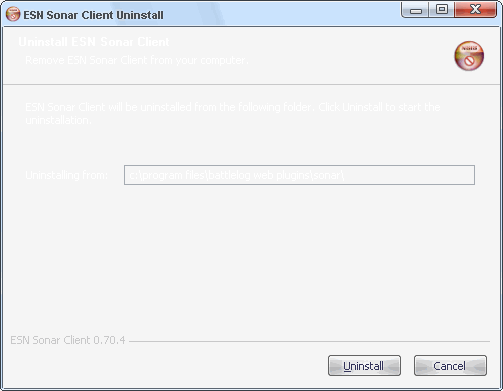 ESN Sonar Client Uninstall
Uninstall ESN Sonar Client
Remove ESN Sonar Client from your computer.
ESN Sonar Client will be uninstalled from the following folder. Click Uninstall to start the
uninstallation.
Uninstalling from: c:\program files\battlelog web plugins\sonar\
ESN Sonar Client 0.70.4
Uninstall Cancel